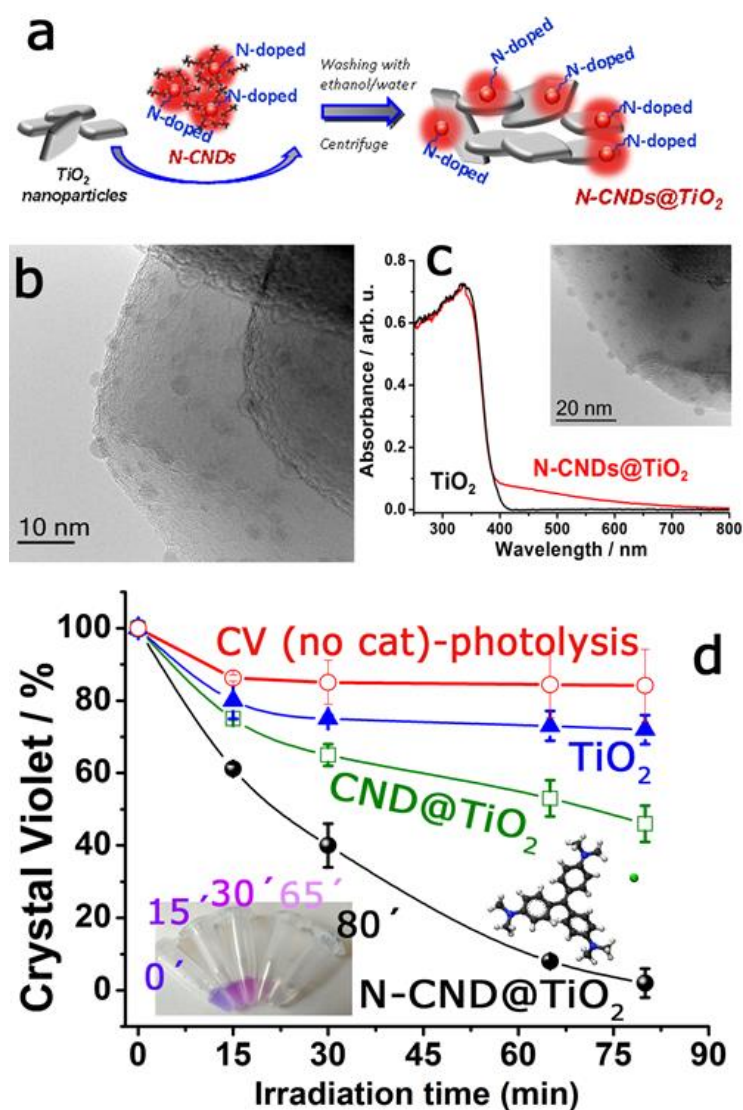 a
N-doped
N-doped
N-doped
N-CNDs
TiO₂
nanoparticles
Washing with
ethanol/water
Centrifuge
N-doped
N-doped
N-doped
N-doped
N-doped
N-CNDs@TiO₂
b
10 nm
c
0.8
0.6
0.4
0.2
0.0
Absorbance / arb. u.
20 nm
N-CNDs@TiO₂
TiO₂
300 400 500 600 700 800
Wavelength / nm
d
100
80
60
40
20
0
Crystal Violet / %
CV (no cat)-photolysis
TiO₂
CND@TiO₂
0´
15´
30´
65´
80´
N-CND@TiO₂
0 15 30 45 60 75 90
Irradiation time (min)